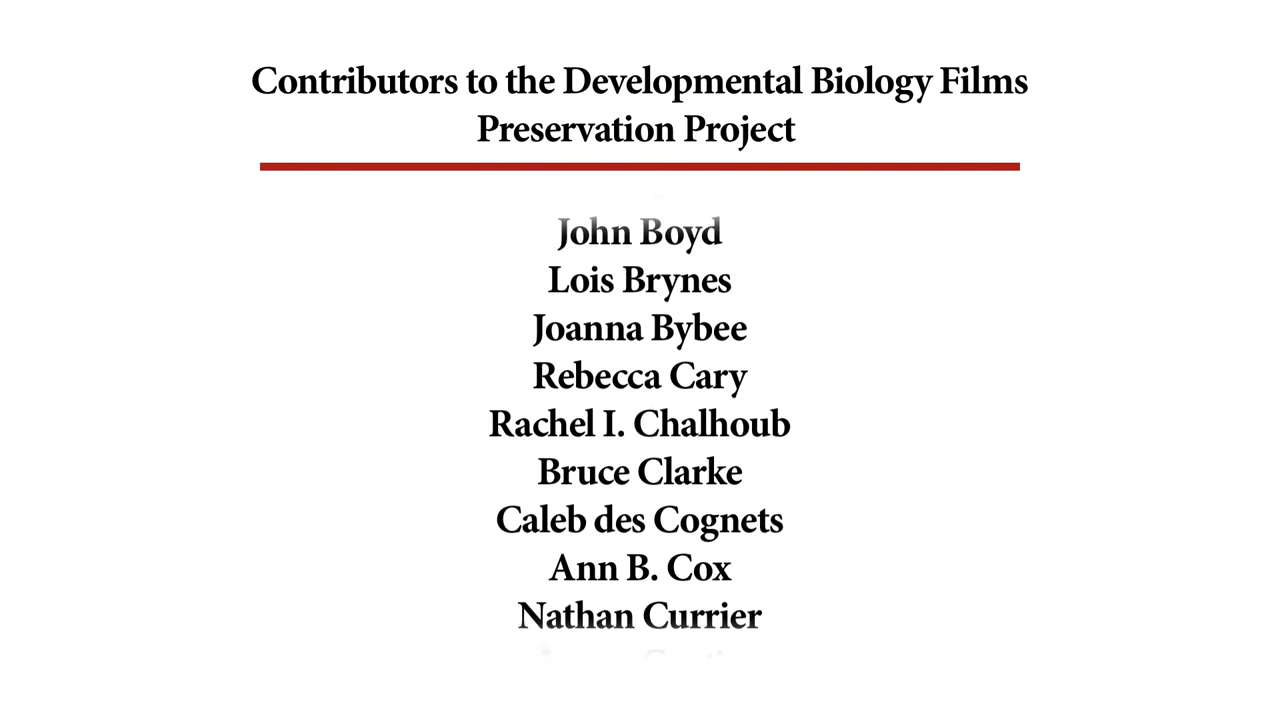 Contributors to the Developmental Biology Films
Preservation Project
John Boyd
Lois Brynes
Joanna Bybee
Rebecca Cary
Rachel I. Chalhoub
Bruce Clarke
Caleb des Cognets
Ann B. Cox
Nathan Currier